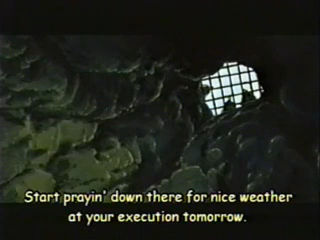 Start prayin' down there for nice weather
at your execution tomorrow.